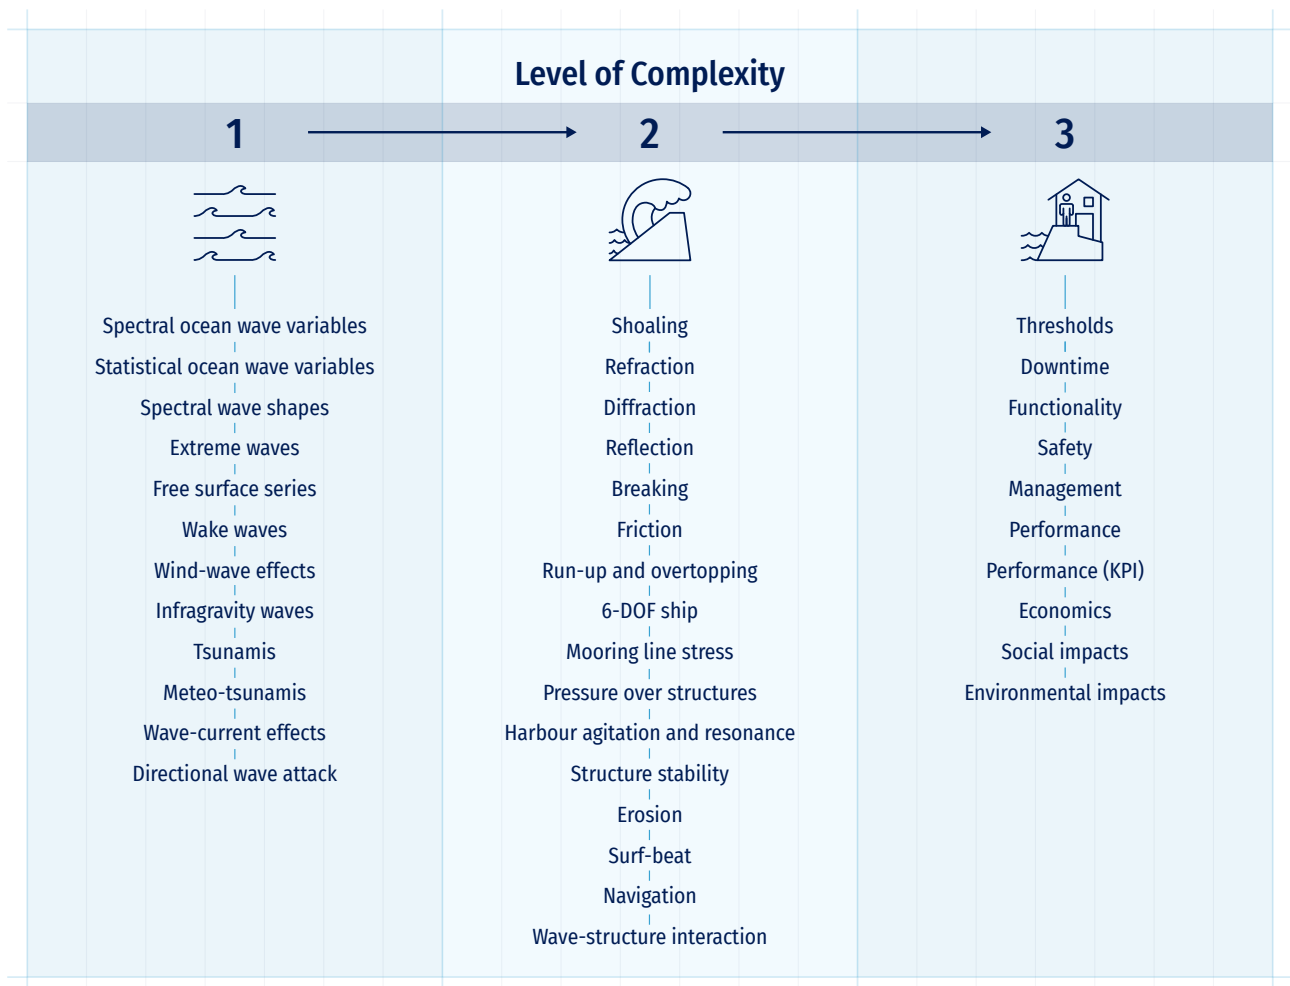 Level of Complexity
1
2
3
Spectral ocean wave variables
Statistical ocean wave variables
Spectral wave shapes
Extreme waves
Free surface series
Wake waves
Wind-wave effects
Infragravity waves
Tsunamis
Meteo-tsunamis
Wave-current effects
Directional wave attack
Shoaling
Refraction
Diffraction
Reflection
Breaking
Friction
Run-up and overtopping
6-DOF ship
Mooring line stress
Pressure over structures
Harbour agitation and resonance
Structure stability
Erosion
Surf-beat
Navigation
Wave-structure interaction
Thresholds
Downtime
Functionality
Safety
Management
Performance
Performance (KPI)
Economics
Social impacts
Environmental impacts